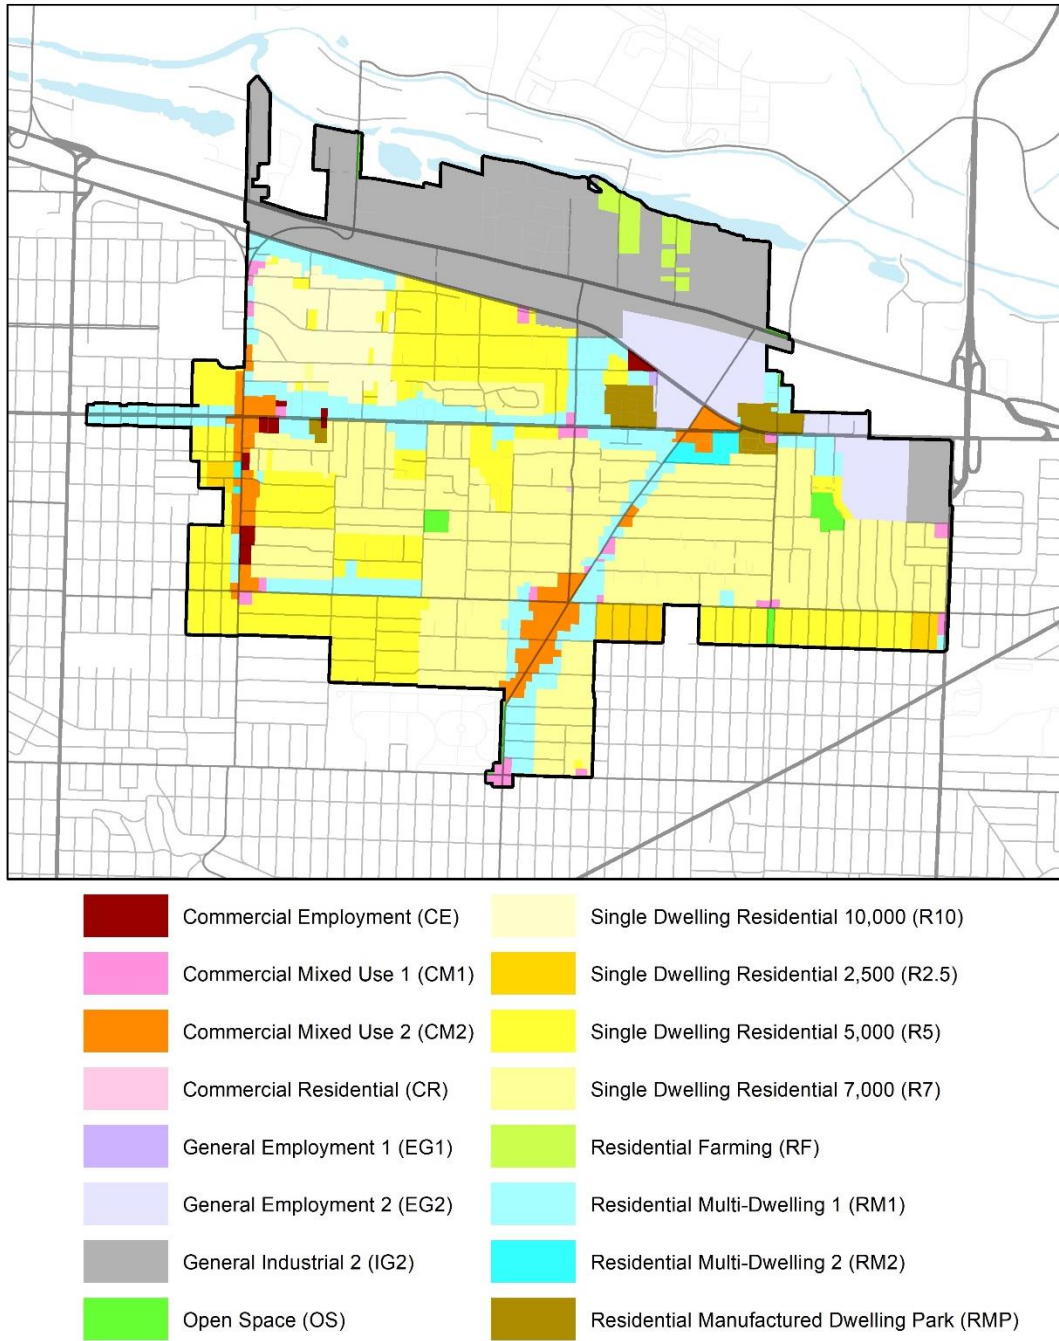 Commercial Employment (CE)
Commercial Mixed Use 1 (CM1)
Commercial Mixed Use 2 (CM2)
Commercial Residential (CR)
General Employment 1 (EG1)
General Employment 2 (EG2)
General Industrial 2 (IG2)
Open Space (OS)
Single Dwelling Residential 10,000 (R10)
Single Dwelling Residential 2,500 (R2.5)
Single Dwelling Residential 5,000 (R5)
Single Dwelling Residential 7,000 (R7)
Residential Farming (RF)
Residential Multi-Dwelling 1 (RM1)
Residential Multi-Dwelling 2 (RM2)
Residential Manufactured Dwelling Park (RMP)